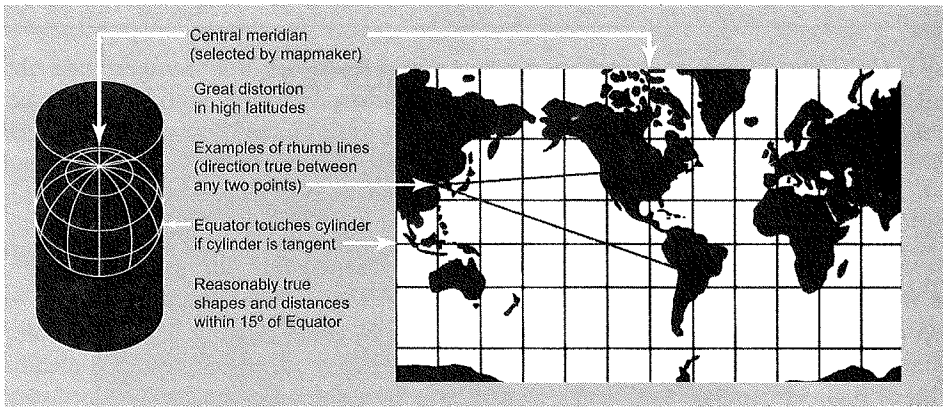 Central meridian
(selected by mapmaker)
Great distortion
in high latitudes
Examples of rhumb lines
(direction true between
any two points)
Equator touches cylinder
if cylinder is tangent
Reasonably true
shapes and distances
within 15º of Equator